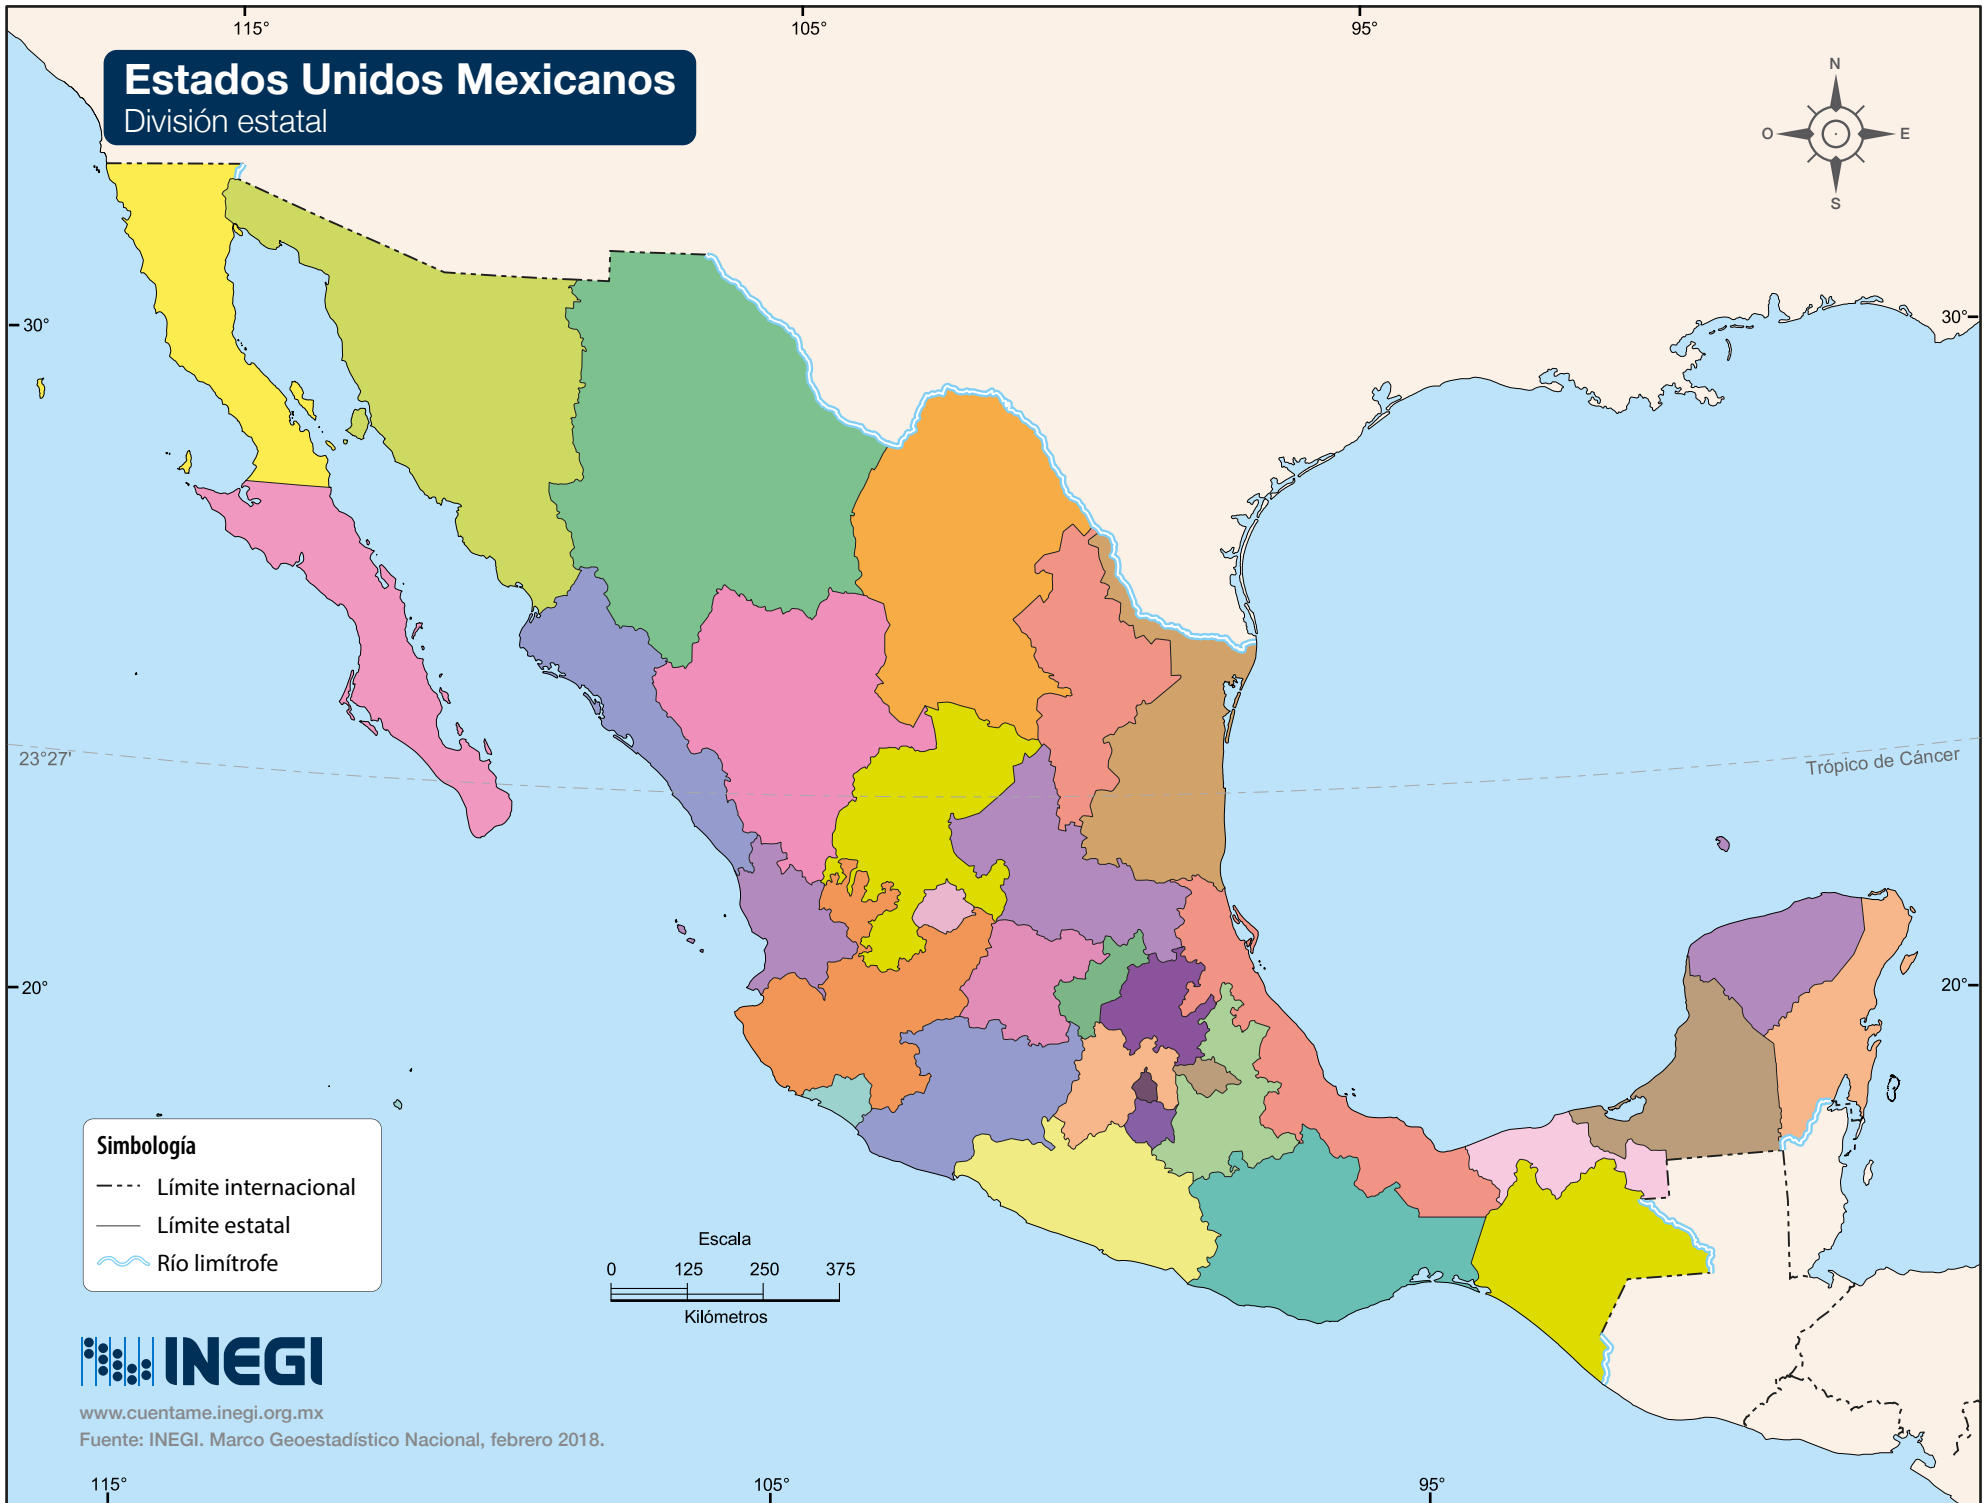 115°
105°
95°
Estados Unidos Mexicanos
División estatal
N
O
E
S
30°
30°
23°27'
Trópico de Cáncer
20°
20°
Simbología
Límite internacional
Límite estatal
Río limítrofe
Escala
0 125 250 375
Kilómetros
INEGI
www.cuentame.inegi.org.mx
Fuente: INEGI. Marco Geoestadístico Nacional, febrero 2018.
115°
105°
95°